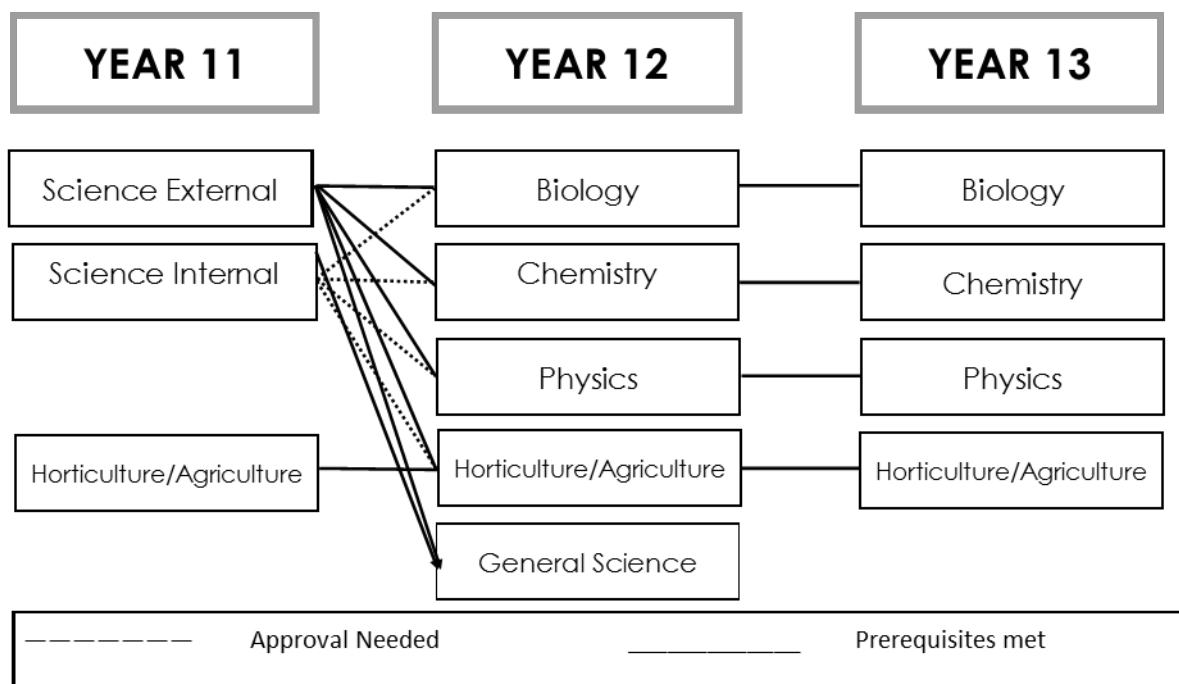 YEAR 11
YEAR 12
YEAR 13
Science External
Biology
Biology
Science Internal
Chemistry
Chemistry
Physics
Physics
Horticulture/Agriculture
Horticulture/Agriculture
Horticulture/Agriculture
General Science
Approval Needed
Prerequisites met